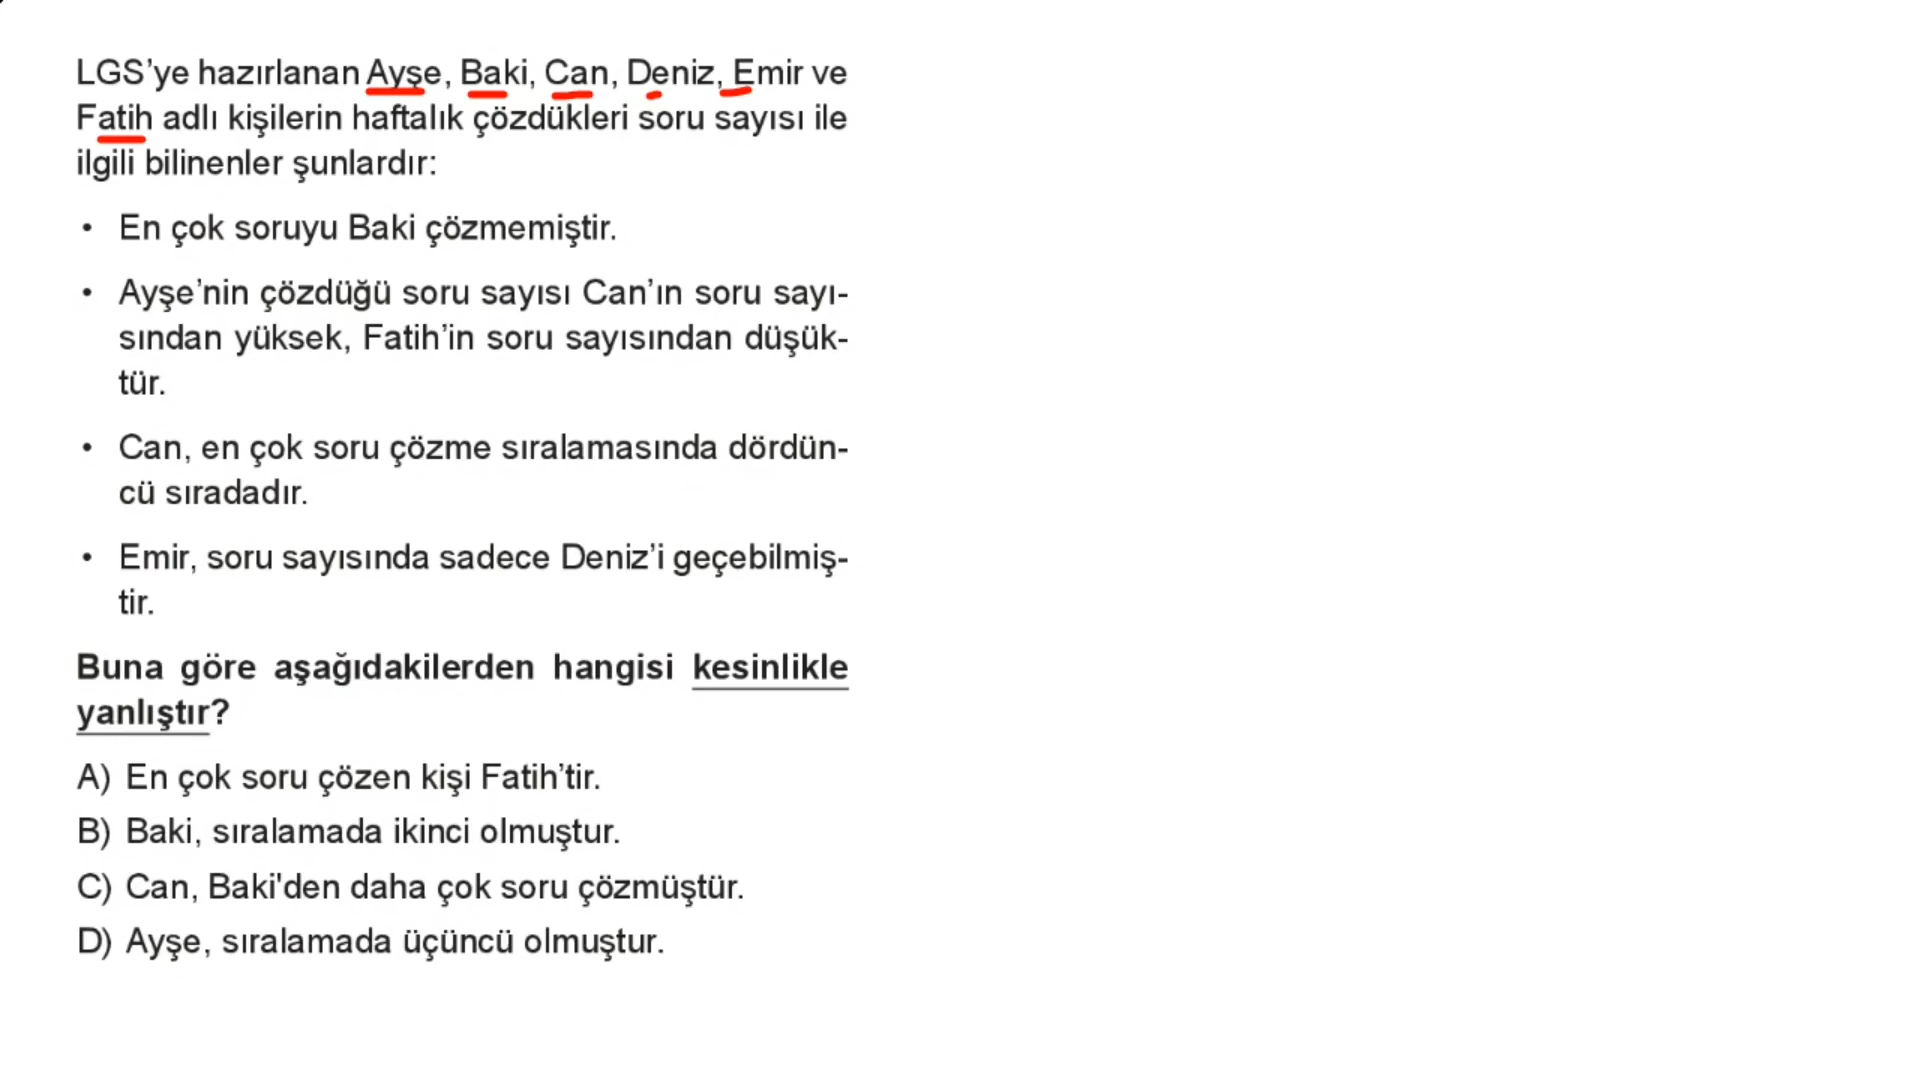 LGS’ye hazırlanan Ayşe, Baki, Can, Deniz, Emir ve
Fatih adlı kişilerin haftalık çözdükleri soru sayısı ile
ilgili bilinenler şunlardır:
• En çok soruyu Baki çözmemiştir.
• Ayşe’nin çözdüğü soru sayısı Can’ın soru sayı-
sından yüksek, Fatih’in soru sayısından düşük-
tür.
• Can, en çok soru çözme sıralamasında dördün-
cü sıradadır.
• Emir, soru sayısında sadece Deniz’i geçebilmiş-
tir.
Buna göre aşağıdakilerden hangisi kesinlikle
yanlıştır?
A) En çok soru çözen kişi Fatih’tir.
B) Baki, sıralamada ikinci olmuştur.
C) Can, Baki'den daha çok soru çözmüştür.
D) Ayşe, sıralamada üçüncü olmuştur.